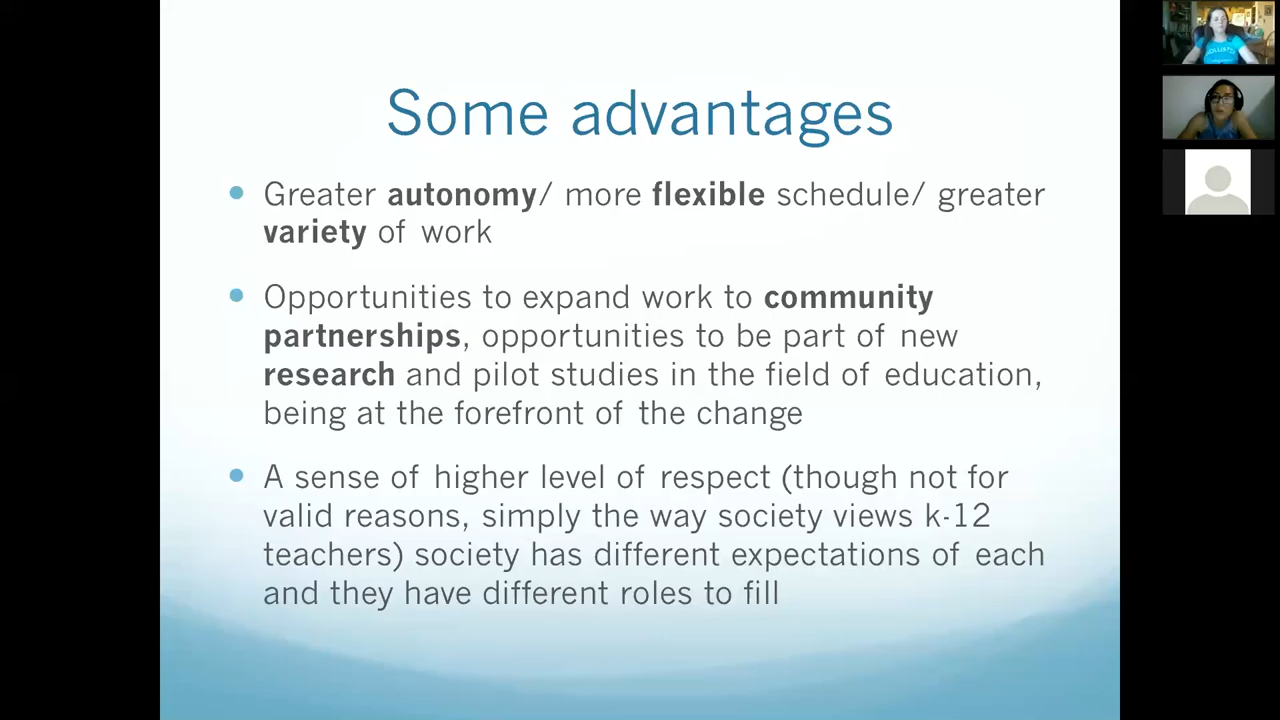 Some advantages
Greater autonomy/ more flexible schedule/ greater
variety of work
Opportunities to expand work to community
partnerships, opportunities to be part of new
research and pilot studies in the field of education,
being at the forefront of the change
A sense of higher level of respect (though not for
valid reasons, simply the way society views k-12
teachers) society has different expectations of each
and they have different roles to fill